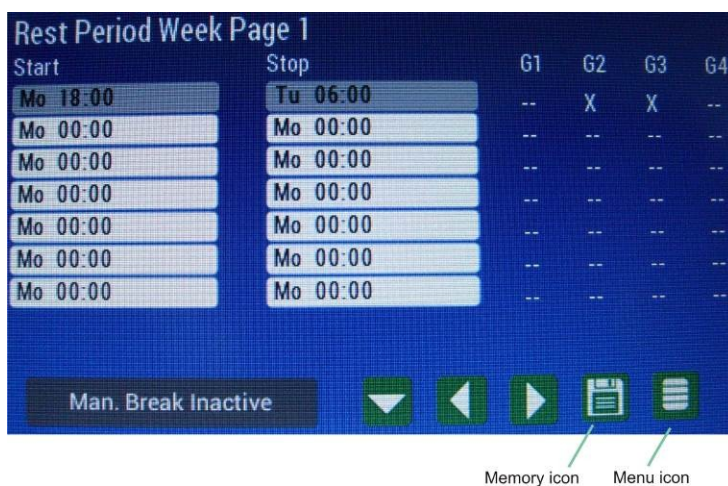 Rest Period Week Page 1
Start Stop G1 G2 G3 G4
Mo 18:00 Tu 06:00 -- X X --
Mo 00:00 Mo 00:00 -- -- -- --
Mo 00:00 Mo 00:00 -- -- -- --
Mo 00:00 Mo 00:00 -- -- -- --
Mo 00:00 Mo 00:00 -- -- -- --
Mo 00:00 Mo 00:00 -- -- -- --
Mo 00:00 Mo 00:00 -- -- -- --
Man. Break Inactive
Memory icon Menu icon